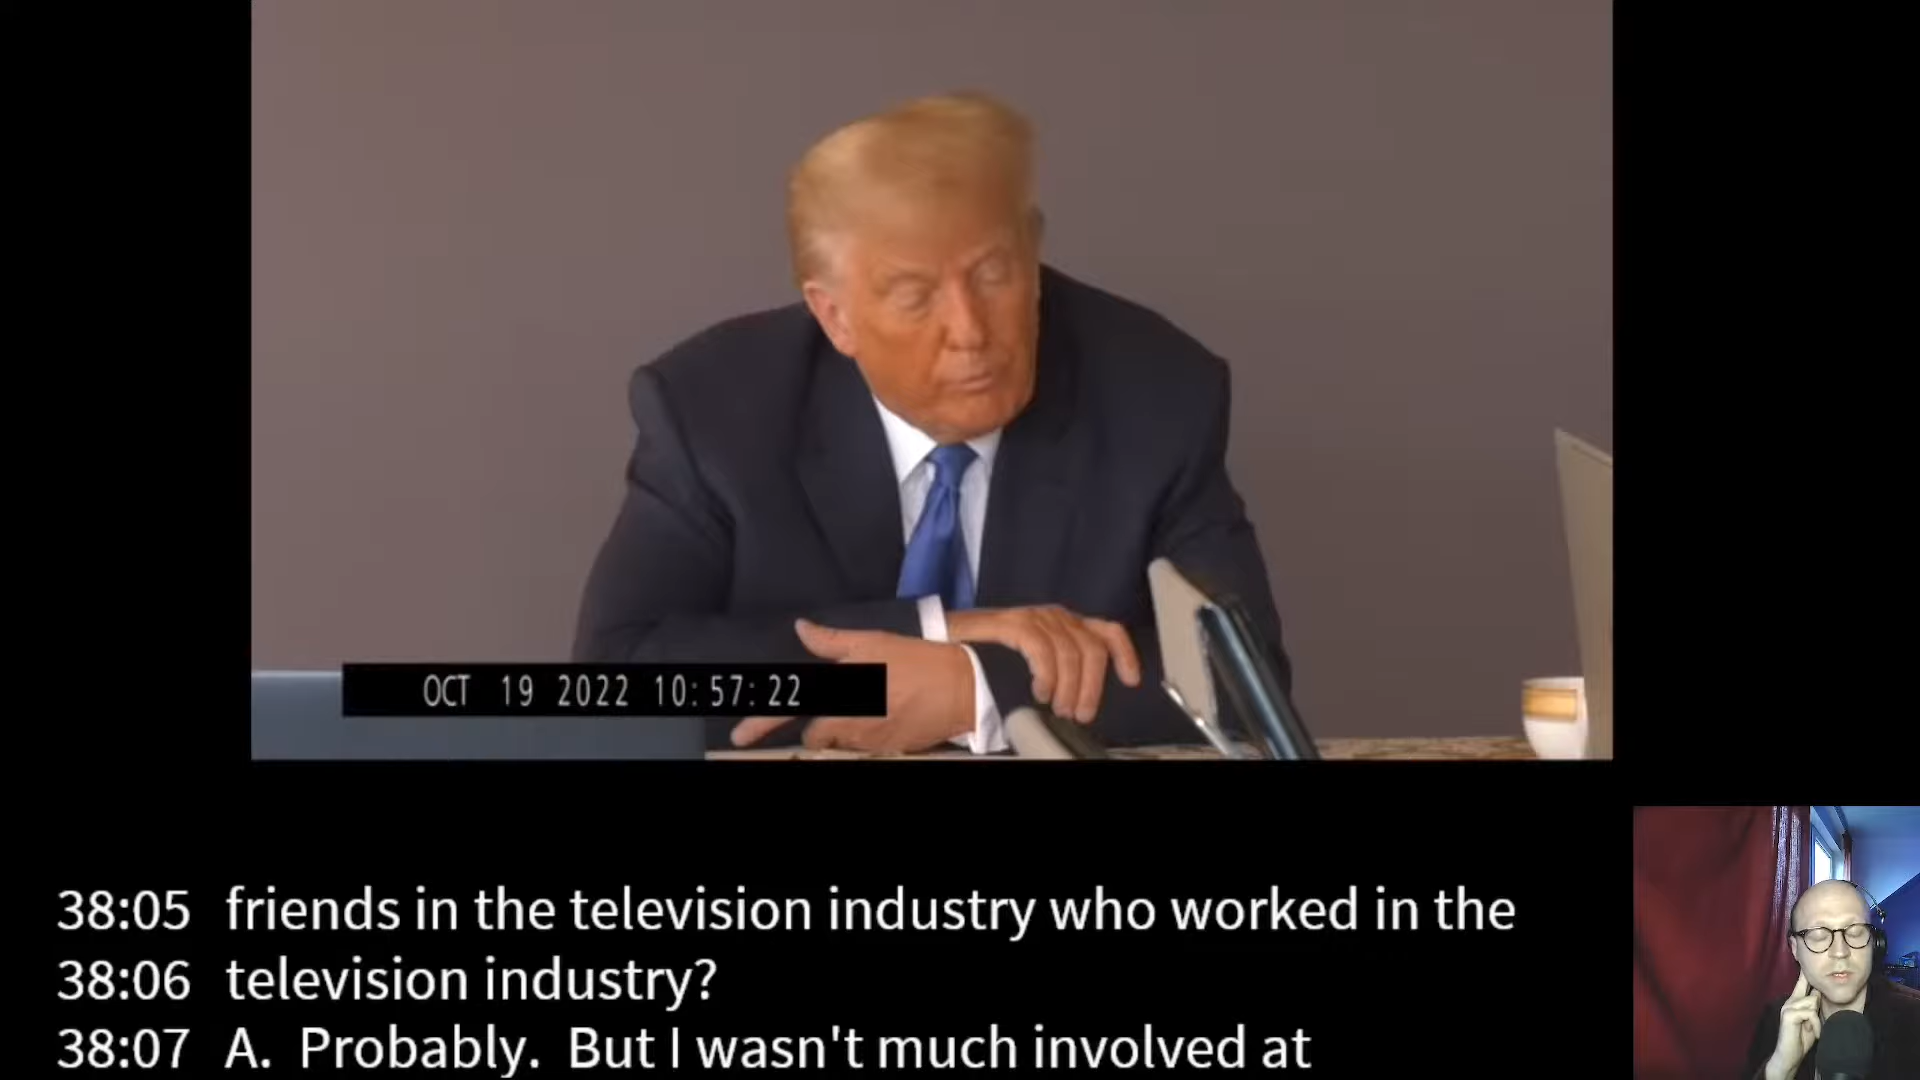 OCT 19 2022 10:57:22
38:05 friends in the television industry who worked in the
38:06 television industry?
38:07 A. Probably. But I wasn't much involved at